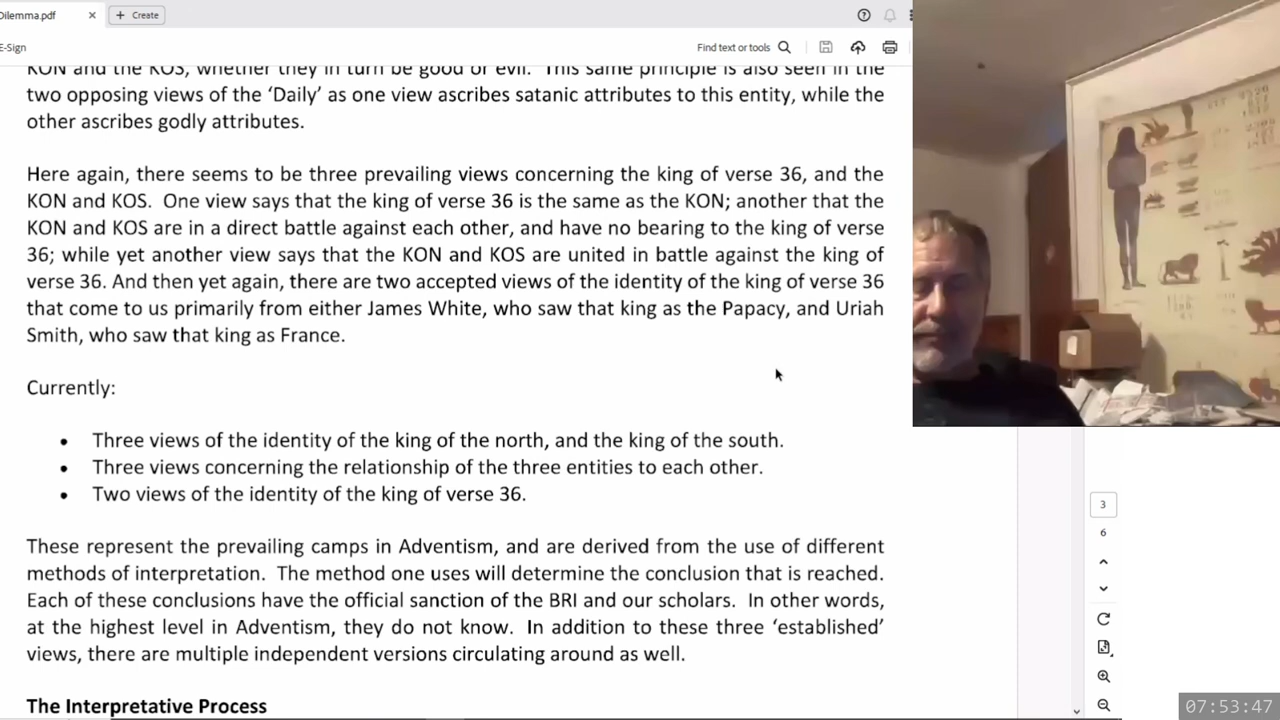 Dilemma.pdf
Create
E-Sign
Find text or tools
KON and the KOS, whether they in turn be good or evil. This same principle is also seen in the
two opposing views of the ‘Daily’ as one view ascribes satanic attributes to this entity, while the
other ascribes godly attributes.
Here again, there seems to be three prevailing views concerning the king of verse 36, and the
KON and KOS. One view says that the king of verse 36 is the same as the KON; another that the
KON and KOS are in a direct battle against each other, and have no bearing to the king of verse
36; while yet another view says that the KON and KOS are united in battle against the king of
verse 36. And then yet again, there are two accepted views of the identity of the king of verse 36
that come to us primarily from either James White, who saw that king as the Papacy, and Uriah
Smith, who saw that king as France.
Currently:
• Three views of the identity of the king of the north, and the king of the south.
• Three views concerning the relationship of the three entities to each other.
• Two views of the identity of the king of verse 36.
These represent the prevailing camps in Adventism, and are derived from the use of different
methods of interpretation. The method one uses will determine the conclusion that is reached.
Each of these conclusions have the official sanction of the BRI and our scholars. In other words,
at the highest level in Adventism, they do not know. In addition to these three ‘established’
views, there are multiple independent versions circulating around as well.
The Interpretative Process
3
6
07:53:47